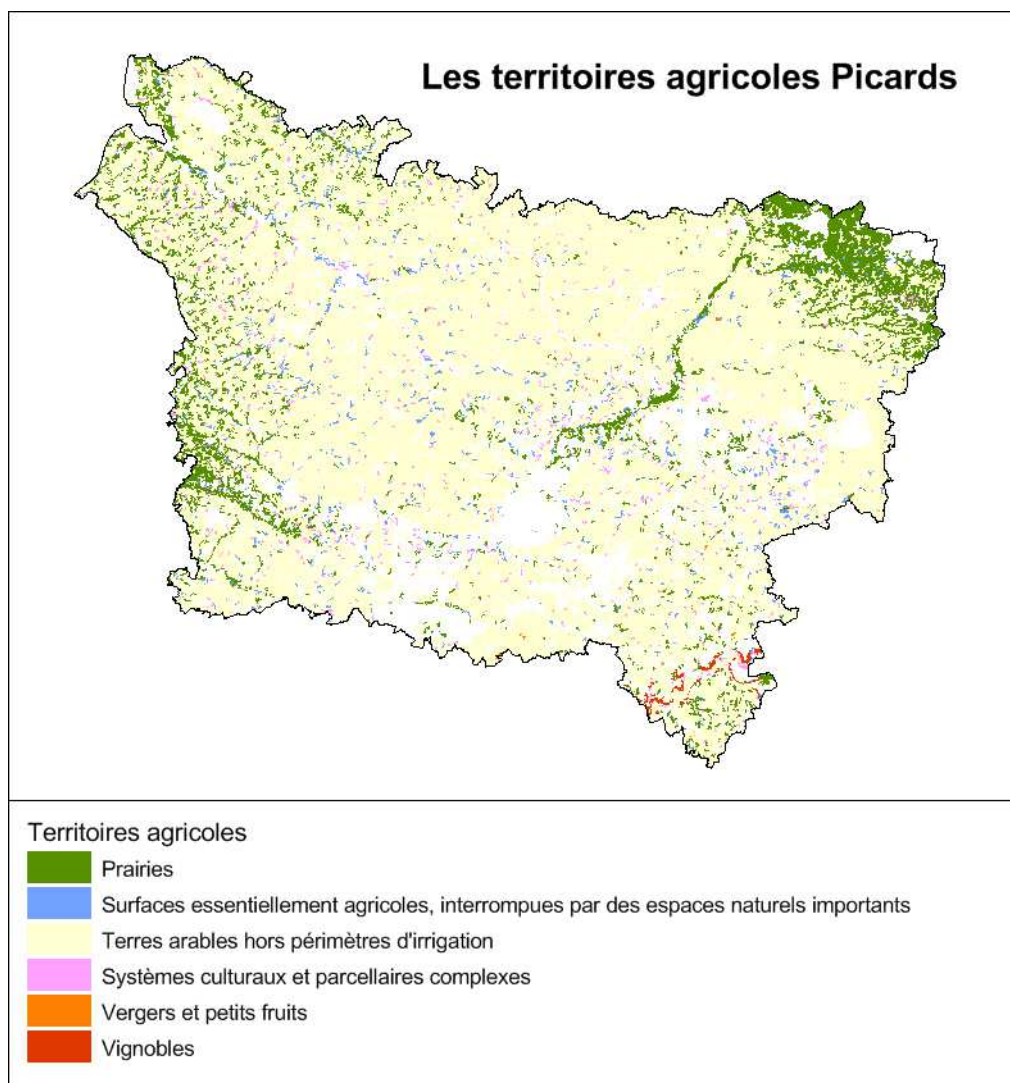 Les territoires agricoles Picards
Territoires agricoles
Prairies
Surfaces essentiellement agricoles, interrompues par des espaces naturels importants
Terres arables hors périmètres d'irrigation
Systèmes culturaux et parcellaires complexes
Vergers et petits fruits
Vignobles